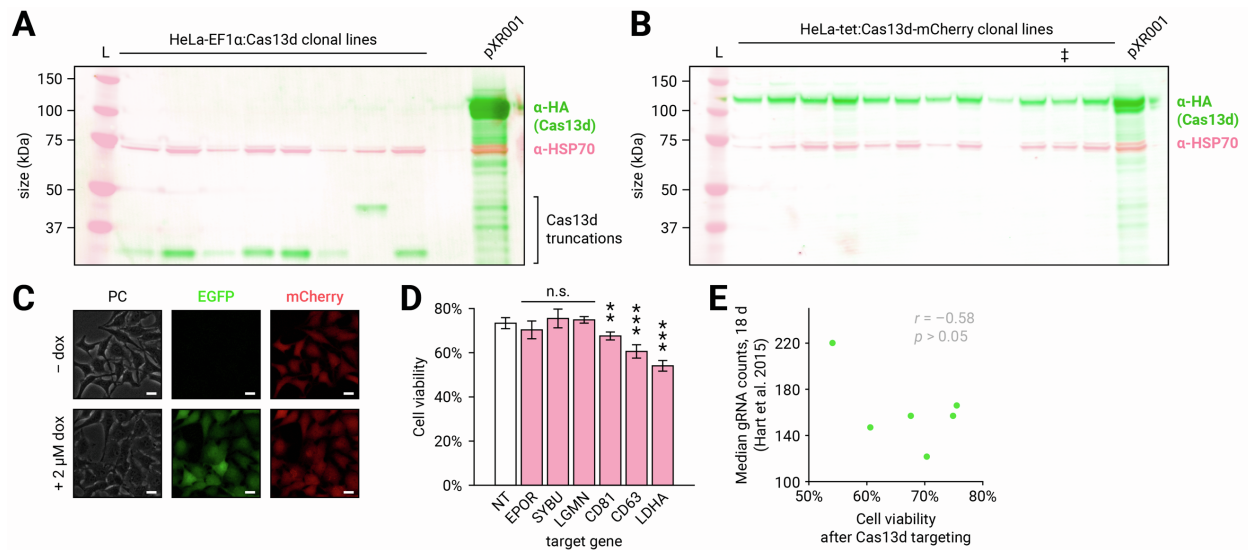 A
HeLa-EF1α:Cas13d clonal lines
L
pXR001
150
100
75
50
37
size (kDa)
α-HA
(Cas13d)
α-HSP70
Cas13d
truncations
B
HeLa-tet:Cas13d-mCherry clonal lines
L
‡
pXR001
150
100
75
50
37
size (kDa)
α-HA
(Cas13d)
α-HSP70
C
PC
EGFP
mCherry
− dox
+ 2 µM dox
D
n.s.
**
***
***
80%
60%
40%
20%
0%
Cell viability
NT
EPOR
SYBU
LGMN
CD81
CD63
LDHA
target gene
E
r = −0.58
p > 0.05
220
180
140
100
Median gRNA counts, 18 d
(Hart et al. 2015)
50%
60%
70%
80%
Cell viability
after Cas13d targeting